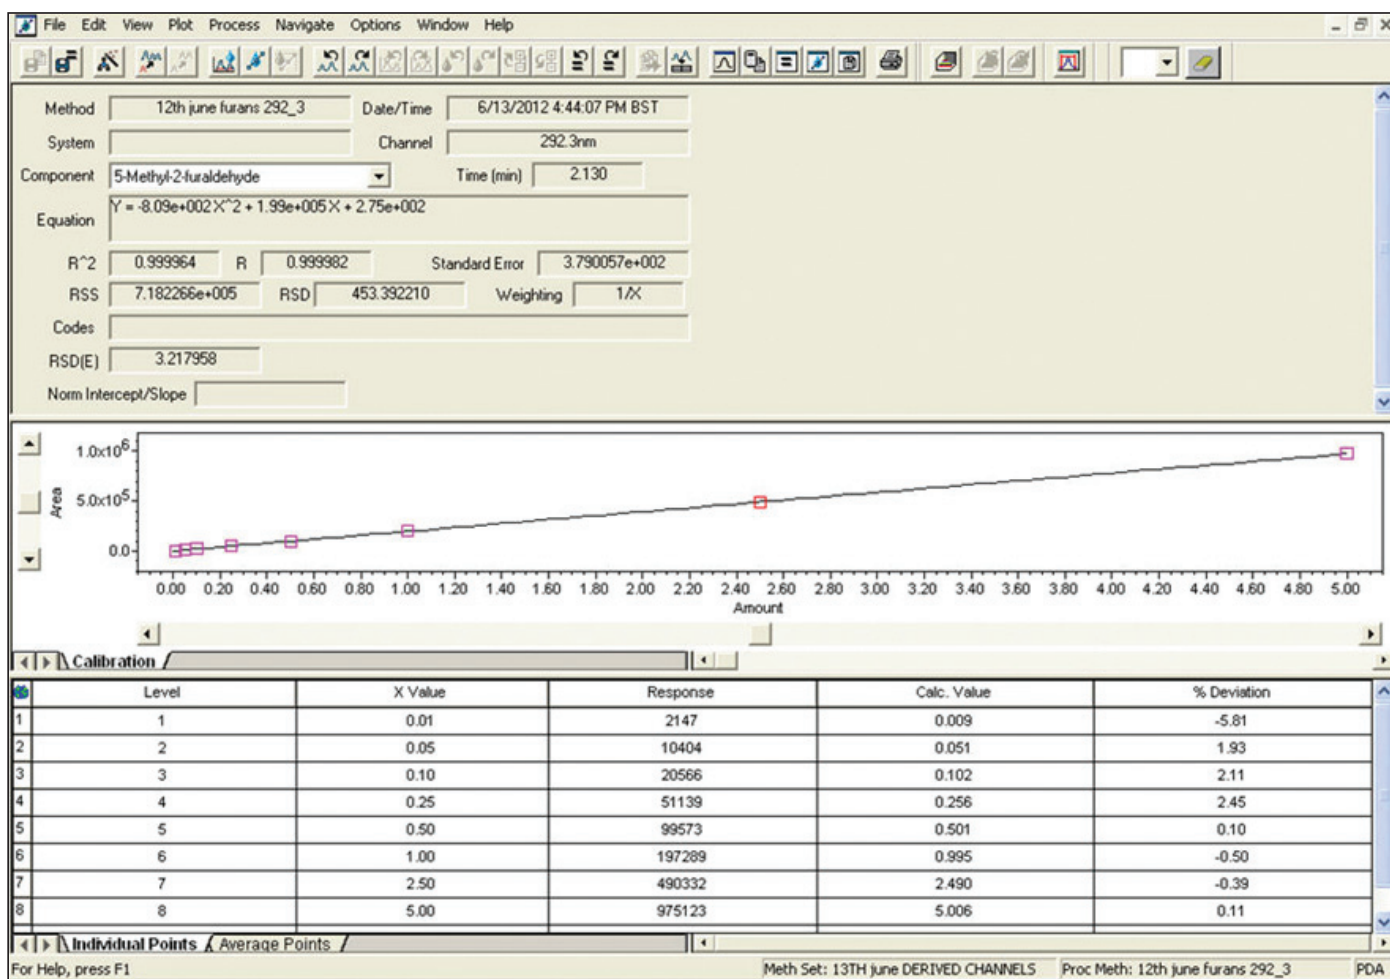 File Edit View Plot Process Navigate Options Window Help
Method 12th june furans 292_3 Date/Time 6/13/2012 4:44:07 PM BST
System Channel 292.3nm
Component 5-Methyl-2-furaldehyde Time (min) 2.130
Equation Y = -8.09e+002 X^2 + 1.99e+005 X + 2.75e+002
R^2 0.999964 R 0.999982 Standard Error 3.790057e+002
RSS 7.182266e+005 RSD 453.392210 Weighting 1/X
Codes
RSD(E) 3.217958
Norm Intercept/Slope
1.0x10⁶
5.0x10⁵
0.0
Area
0.00 0.20 0.40 0.60 0.80 1.00 1.20 1.40 1.60 1.80 2.00 2.20 2.40 2.60 2.80 3.00 3.20 3.40 3.60 3.80 4.00 4.20 4.40 4.60 4.80 5.00
Amount
Calibration
Level X Value Response Calc. Value % Deviation
1 1 0.01 2147 0.009 -5.81
2 2 0.05 10404 0.051 1.93
3 3 0.10 20566 0.102 2.11
4 4 0.25 51139 0.256 2.45
5 5 0.50 99573 0.501 0.10
6 6 1.00 197289 0.995 -0.50
7 7 2.50 490332 2.490 -0.39
8 8 5.00 975123 5.006 0.11
Individual Points Average Points
For Help, press F1 Meth Set: 13TH june DERIVED CHANNELS Proc Meth: 12th june furans 292_3 PDA